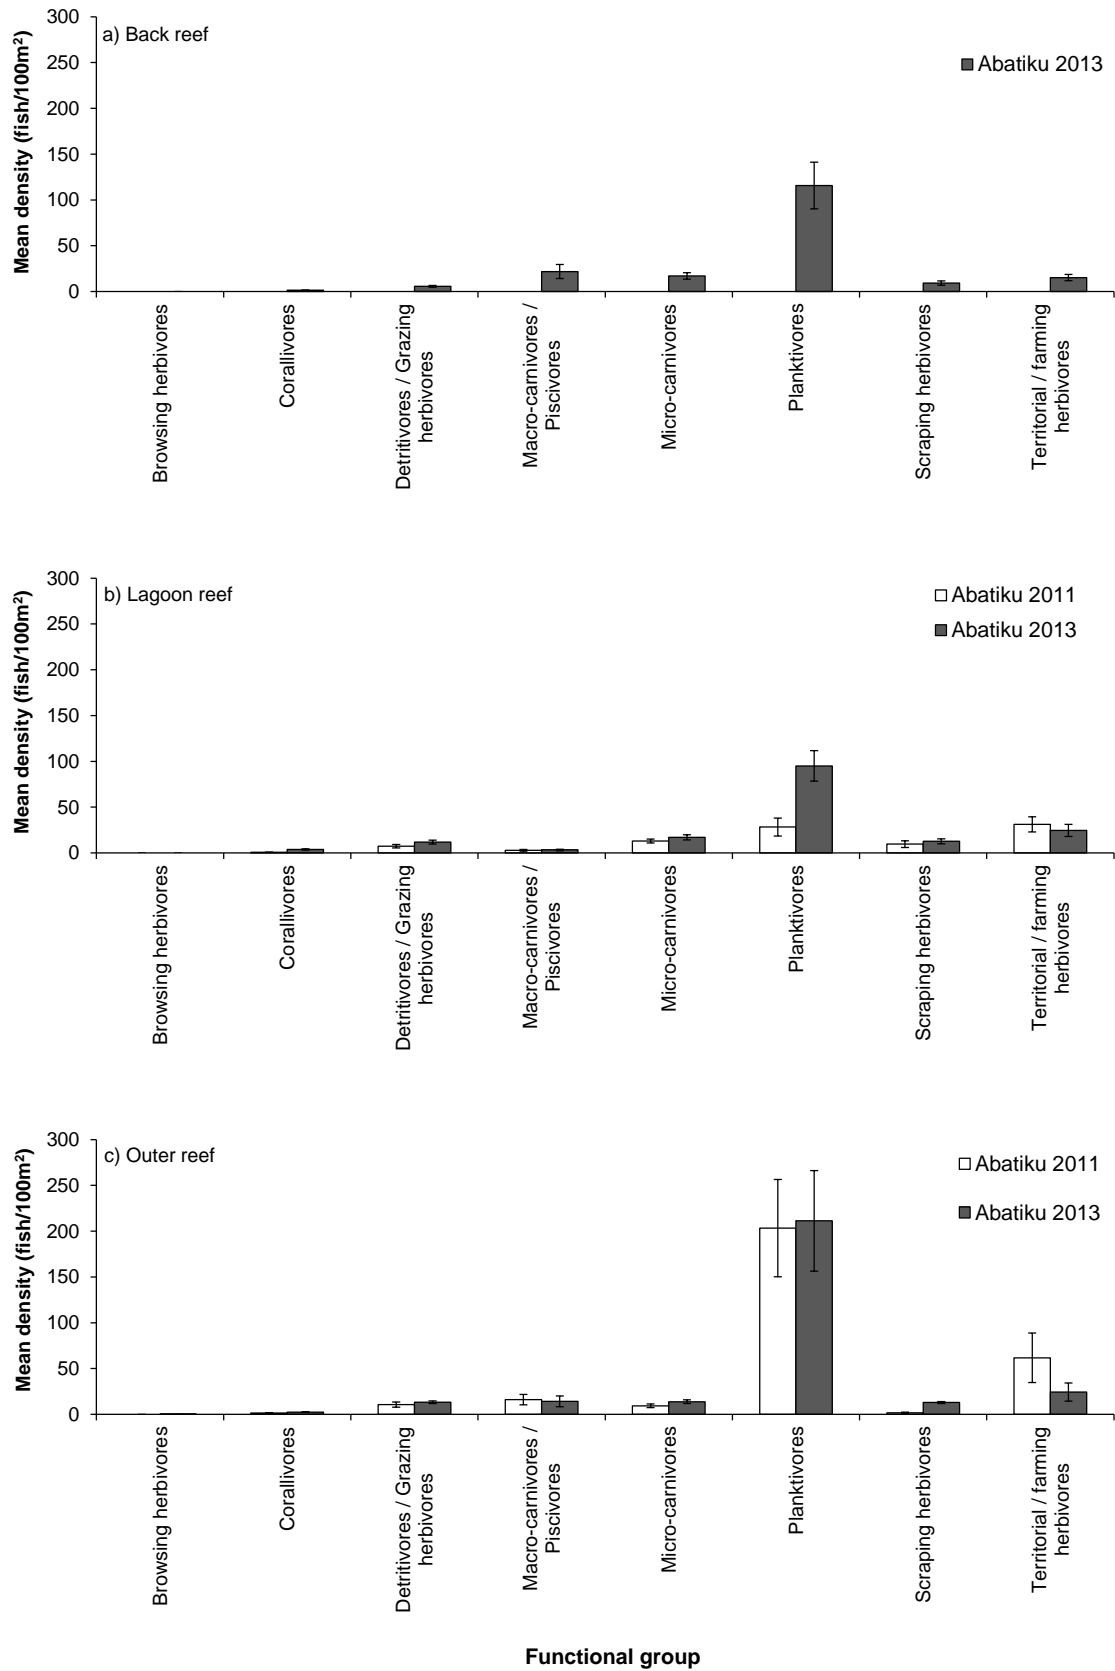 a) Back reef
Abatiku 2013
Mean density (fish/100m²)
300
250
200
150
100
50
0
Browsing herbivores
Corallivores
Detritivores / Grazing
herbivores
Macro-carnivores /
Piscivores
Micro-carnivores
Planktivores
Scraping herbivores
Territorial / farming
herbivores
b) Lagoon reef
Abatiku 2011
Abatiku 2013
Mean density (fish/100m²)
300
250
200
150
100
50
0
Browsing herbivores
Corallivores
Detritivores / Grazing
herbivores
Macro-carnivores /
Piscivores
Micro-carnivores
Planktivores
Scraping herbivores
Territorial / farming
herbivores
c) Outer reef
Abatiku 2011
Abatiku 2013
Mean density (fish/100m²)
300
250
200
150
100
50
0
Browsing herbivores
Corallivores
Detritivores / Grazing
herbivores
Macro-carnivores /
Piscivores
Micro-carnivores
Planktivores
Scraping herbivores
Territorial / farming
herbivores
Functional group